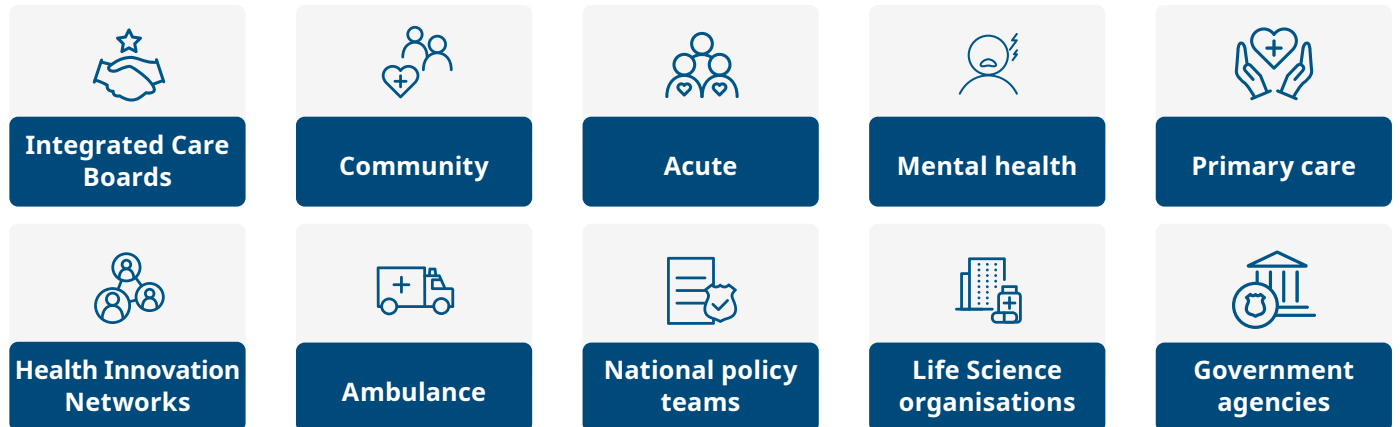 Integrated Care
Boards
Community
Acute
Mental health
Primary care
Health Innovation
Networks
Ambulance
National policy
teams
Life Science
organisations
Government
agencies